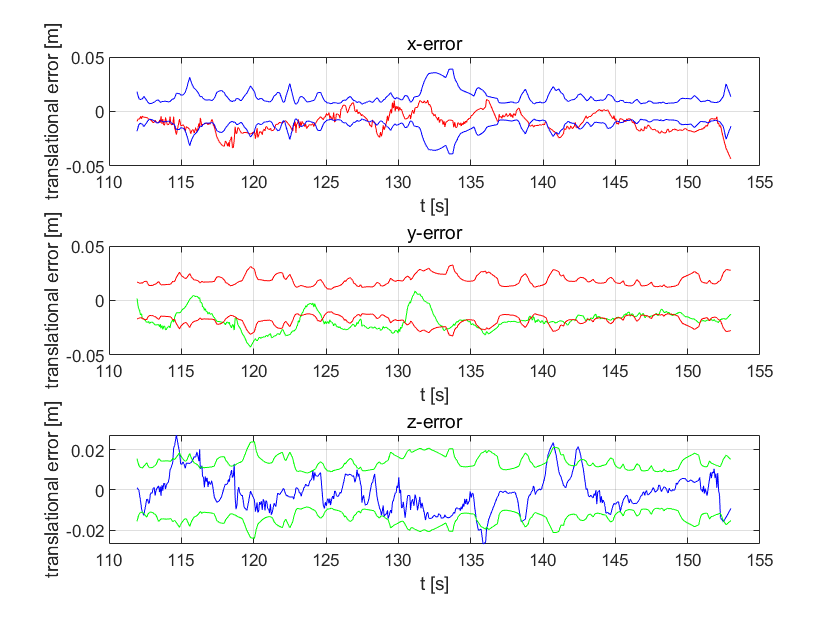 x-error
translational error [m]
0.05
0
-0.05
110 115 120 125 130 135 140 145 150 155
t [s]
y-error
translational error [m]
0.05
0
-0.05
110 115 120 125 130 135 140 145 150 155
t [s]
z-error
translational error [m]
0.02
0
-0.02
110 115 120 125 130 135 140 145 150 155
t [s]